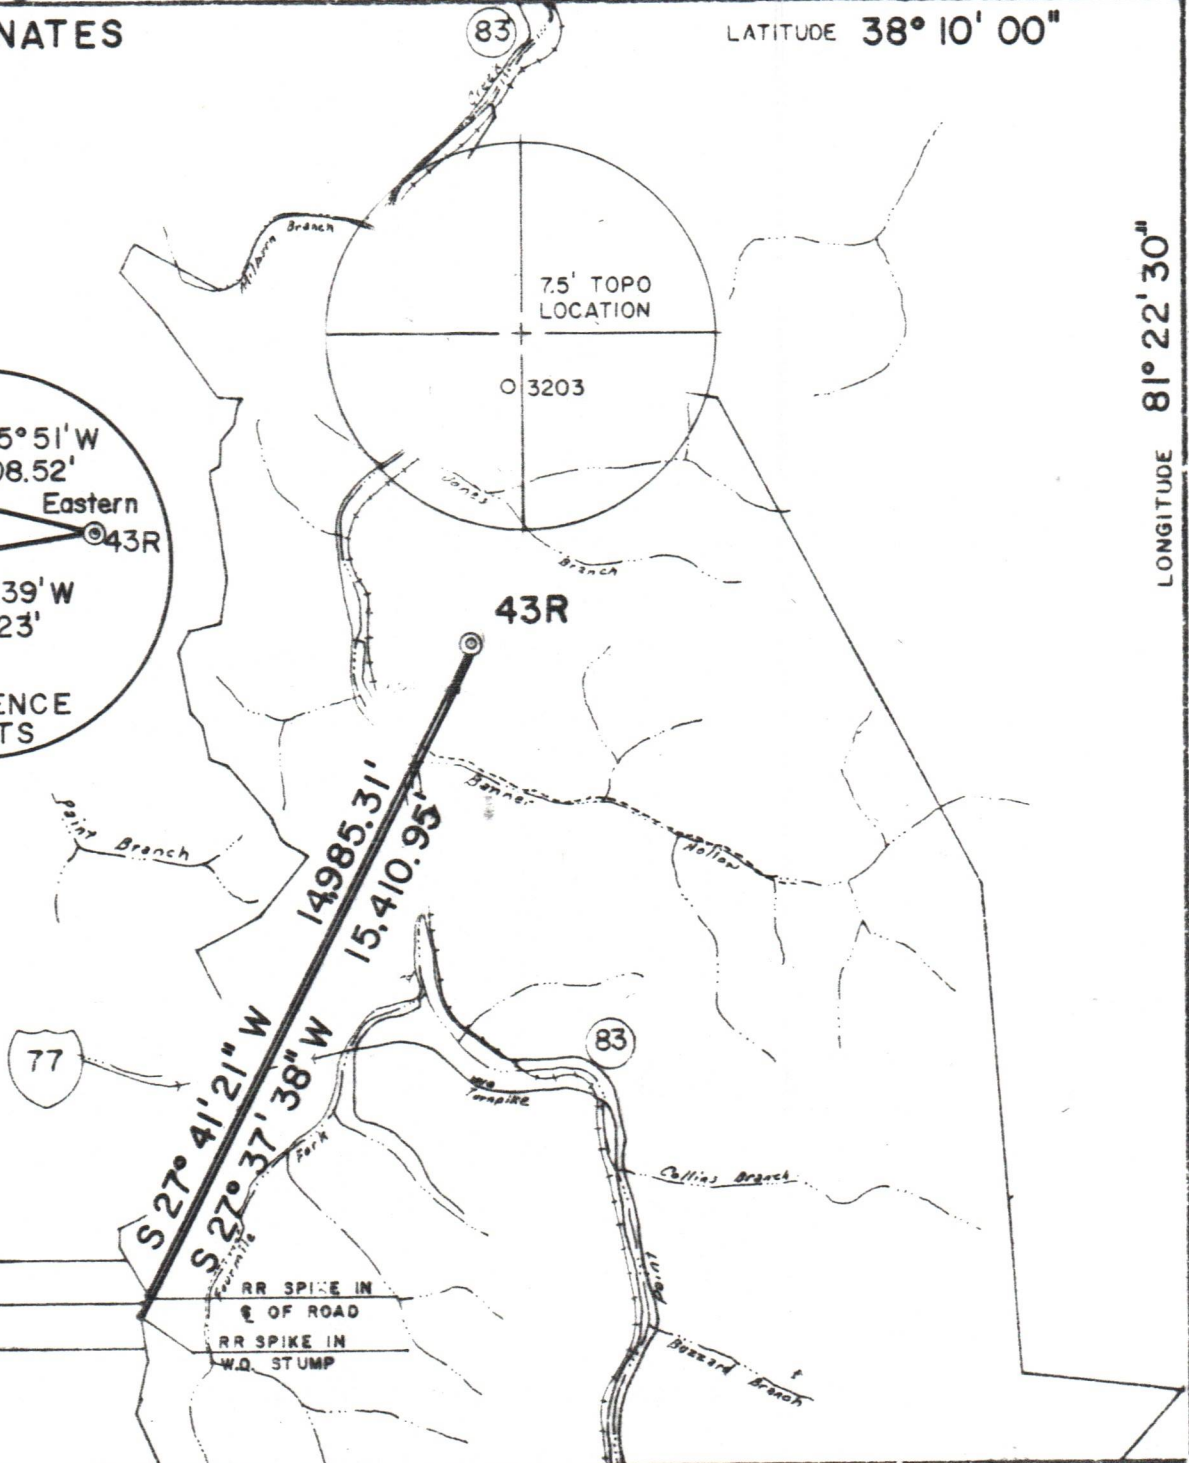 NATES
83
LATITUDE 38° 10' 00"
Creek
Branch
7.5' TOPO
LOCATION
3203
LONGITUDE 81° 22' 30"
5° 51' W
08.52'
Eastern
43R
39' W
23'
ENCE
TS
Jones
Branch
43R
Banner
Hollow
Paint Branch
14,985.31'
15,410.95'
S 27° 41' 21" W
S 27° 37' 38" W
77
83
Turnpike
Fork
Fourmile
Collins Branch
Paint
RR SPIKE IN
℄ OF ROAD
RR SPIKE IN
W.O. STUMP
Buzzard Branch